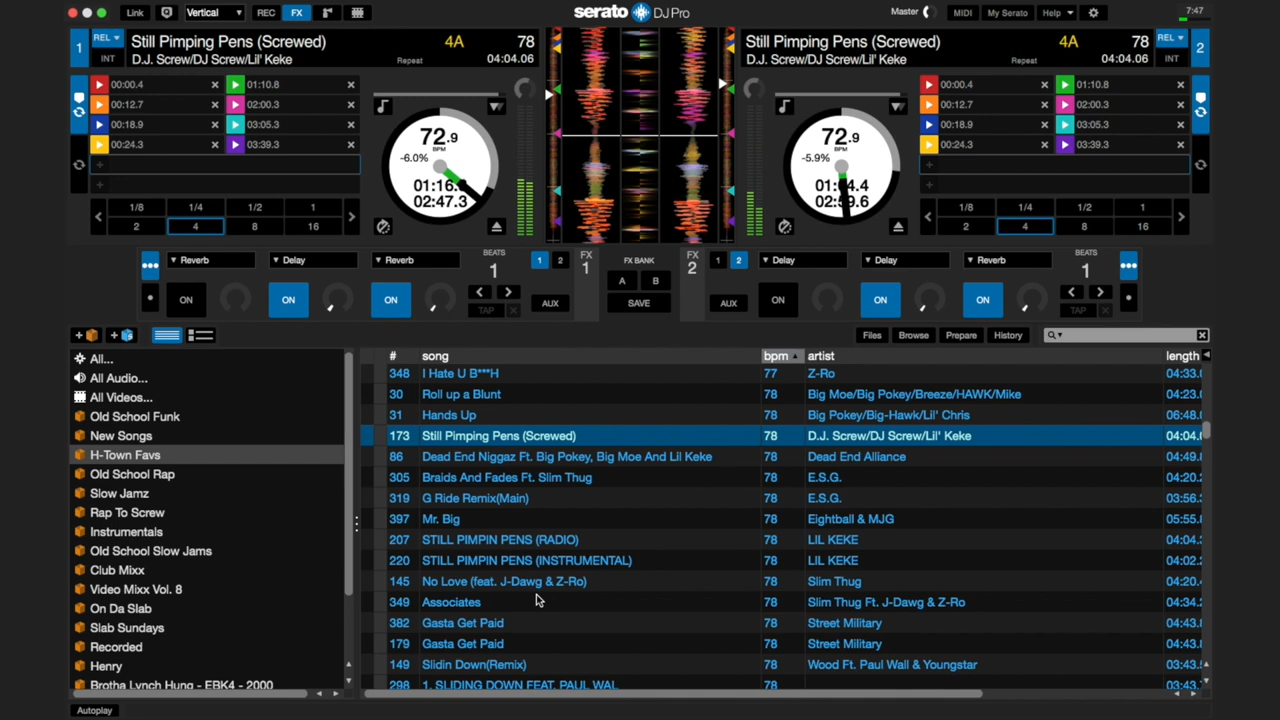 Link Vertical REC FX serato DJ Pro Master MIDI My Serato Help 7:47
1 REL INT Still Pimping Pens (Screwed) 4A 78
D.J. Screw/DJ Screw/Lil' Keke Repeat 04:04.06
Still Pimping Pens (Screwed) 4A 78 REL INT 2
D.J. Screw/DJ Screw/Lil' Keke Repeat 04:04.06
00:00.4 01:10.8
00:12.7 02:00.3
00:18.9 03:05.3
00:24.3 03:39.3
72.9
BPM
-6.0%
01:16.
02:47.3
72.9
BPM
-5.9%
01: 4.4
02: 9.6
00:00.4 01:10.8
00:12.7 02:00.3
00:18.9 03:05.3
00:24.3 03:39.3
1/8 1/4 1/2 1
2 4 8 16
1/8 1/4 1/2 1
2 4 8 16
Reverb Delay Reverb BEATS 1 1 2 FX 1 FX BANK FX 2 1 2 Delay Delay Reverb BEATS 1
A B
ON ON ON TAP AUX SAVE AUX ON ON ON TAP
Files Browse Prepare History
All...
All Audio...
All Videos...
Old School Funk
New Songs
H-Town Favs
Old School Rap
Slow Jamz
Rap To Screw
Instrumentals
Old School Slow Jams
Club Mixx
Video Mixx Vol. 8
On Da Slab
Slab Sundays
Recorded
Henry
Brotha Lynch Hung - EBK4 - 2000
# song bpm artist length
348 I Hate U B***H 77 Z-Ro 04:33.
30 Roll up a Blunt 78 Big Moe/Big Pokey/Breeze/HAWK/Mike 04:23.
31 Hands Up 78 Big Pokey/Big-Hawk/Lil' Chris 06:48.
173 Still Pimping Pens (Screwed) 78 D.J. Screw/DJ Screw/Lil' Keke 04:04.
86 Dead End Niggaz Ft. Big Pokey, Big Moe And Lil Keke 78 Dead End Alliance 04:49.
305 Braids And Fades Ft. Slim Thug 78 E.S.G. 04:20.
319 G Ride Remix(Main) 78 E.S.G. 03:56.
397 Mr. Big 78 Eightball & MJG 05:55.
207 STILL PIMPIN PENS (RADIO) 78 LIL KEKE 04:04.
220 STILL PIMPIN PENS (INSTRUMENTAL) 78 LIL KEKE 04:02.
145 No Love (feat. J-Dawg & Z-Ro) 78 Slim Thug 04:20.
349 Associates 78 Slim Thug Ft. J-Dawg & Z-Ro 04:34.
382 Gasta Get Paid 78 Street Military 04:43.
179 Gasta Get Paid 78 Street Military 04:43.
149 Slidin Down(Remix) 78 Wood Ft. Paul Wall & Youngstar 03:43.
298 1. SLIDING DOWN FEAT. PAUL WAL 78 03:43.
Autoplay